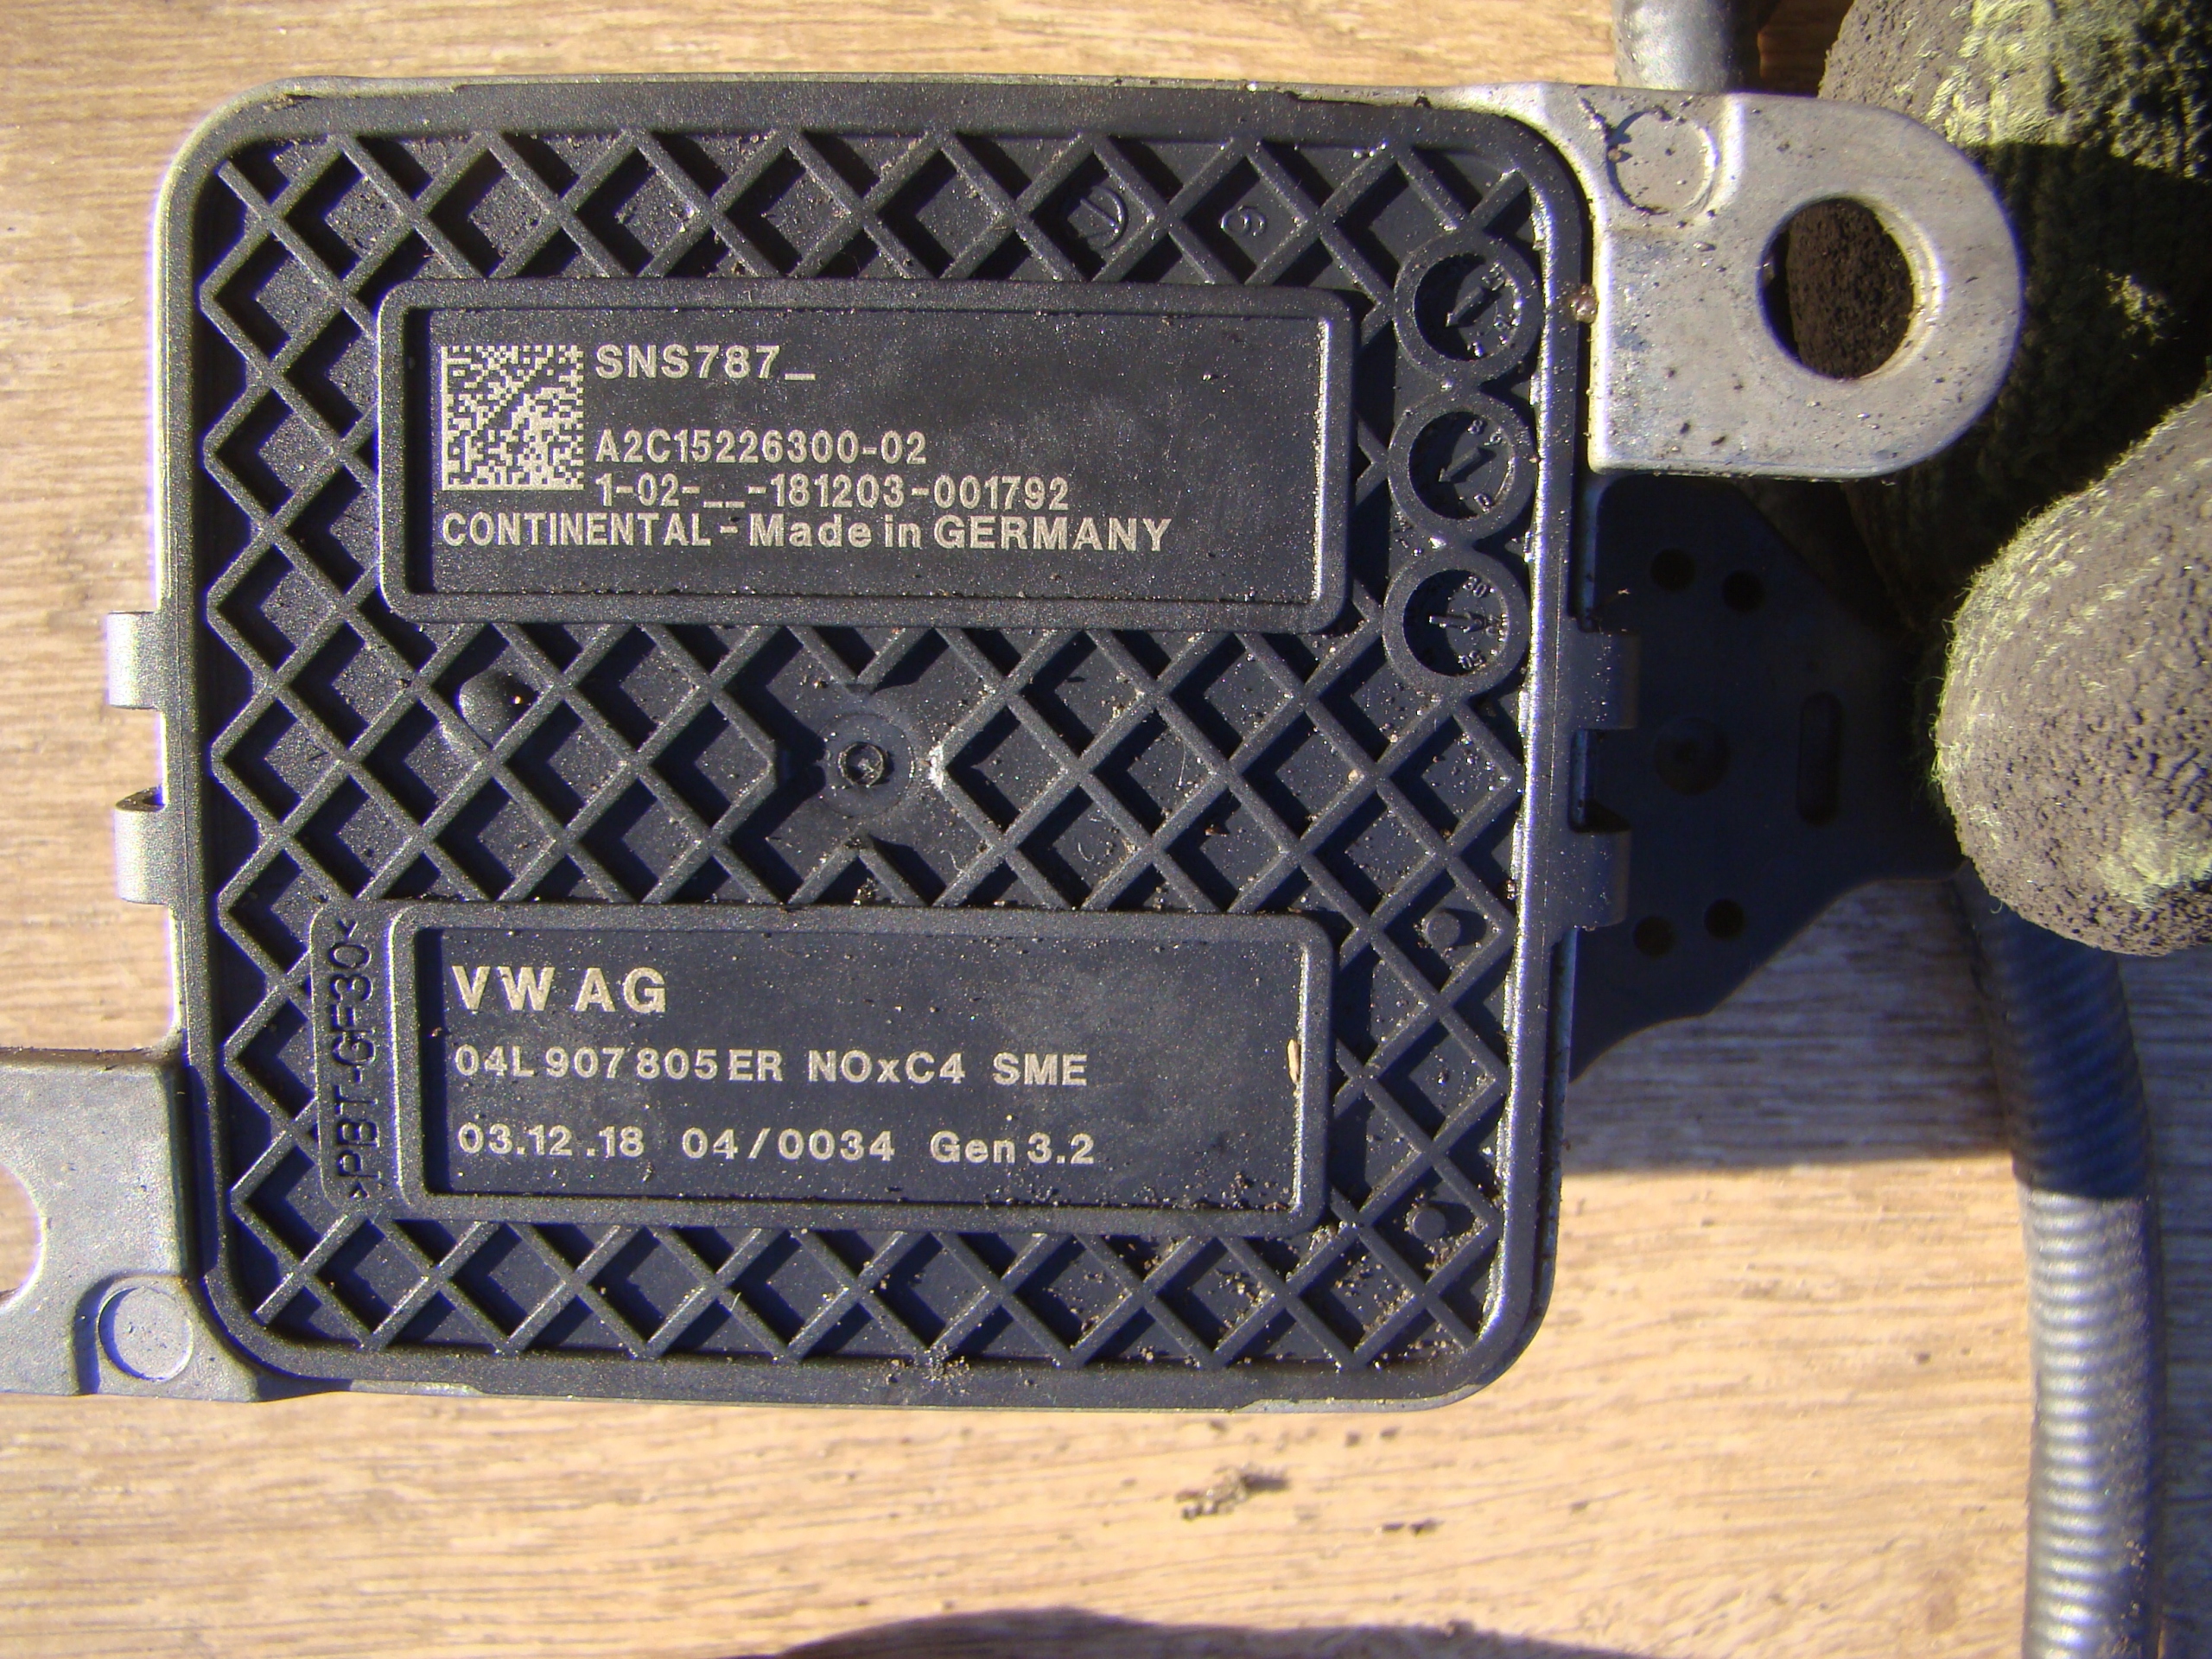 SNS787_
A2C15226300-02
1-02-__-181203-001792
CONTINENTAL - Made in GERMANY
>PBT-GF30<
VW AG
04L 907 805 ER NOxC4 SME
03.12.18 04/0034 Gen 3.2